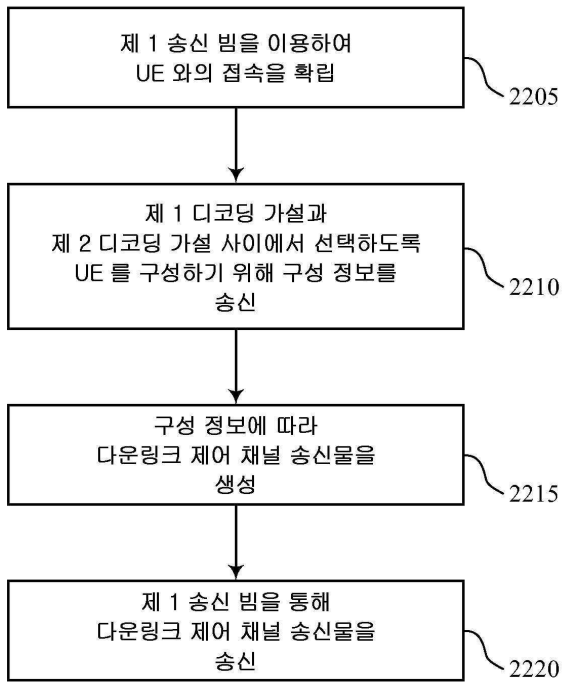 제 1 송신 빔을 이용하여
UE 와의 접속을 확립
2205
제 1 디코딩 가설과
제 2 디코딩 가설 사이에서 선택하도록
UE 를 구성하기 위해 구성 정보를
송신
2210
구성 정보에 따라
다운링크 제어 채널 송신물을
생성
2215
제 1 송신 빔을 통해
다운링크 제어 채널 송신물을
송신
2220